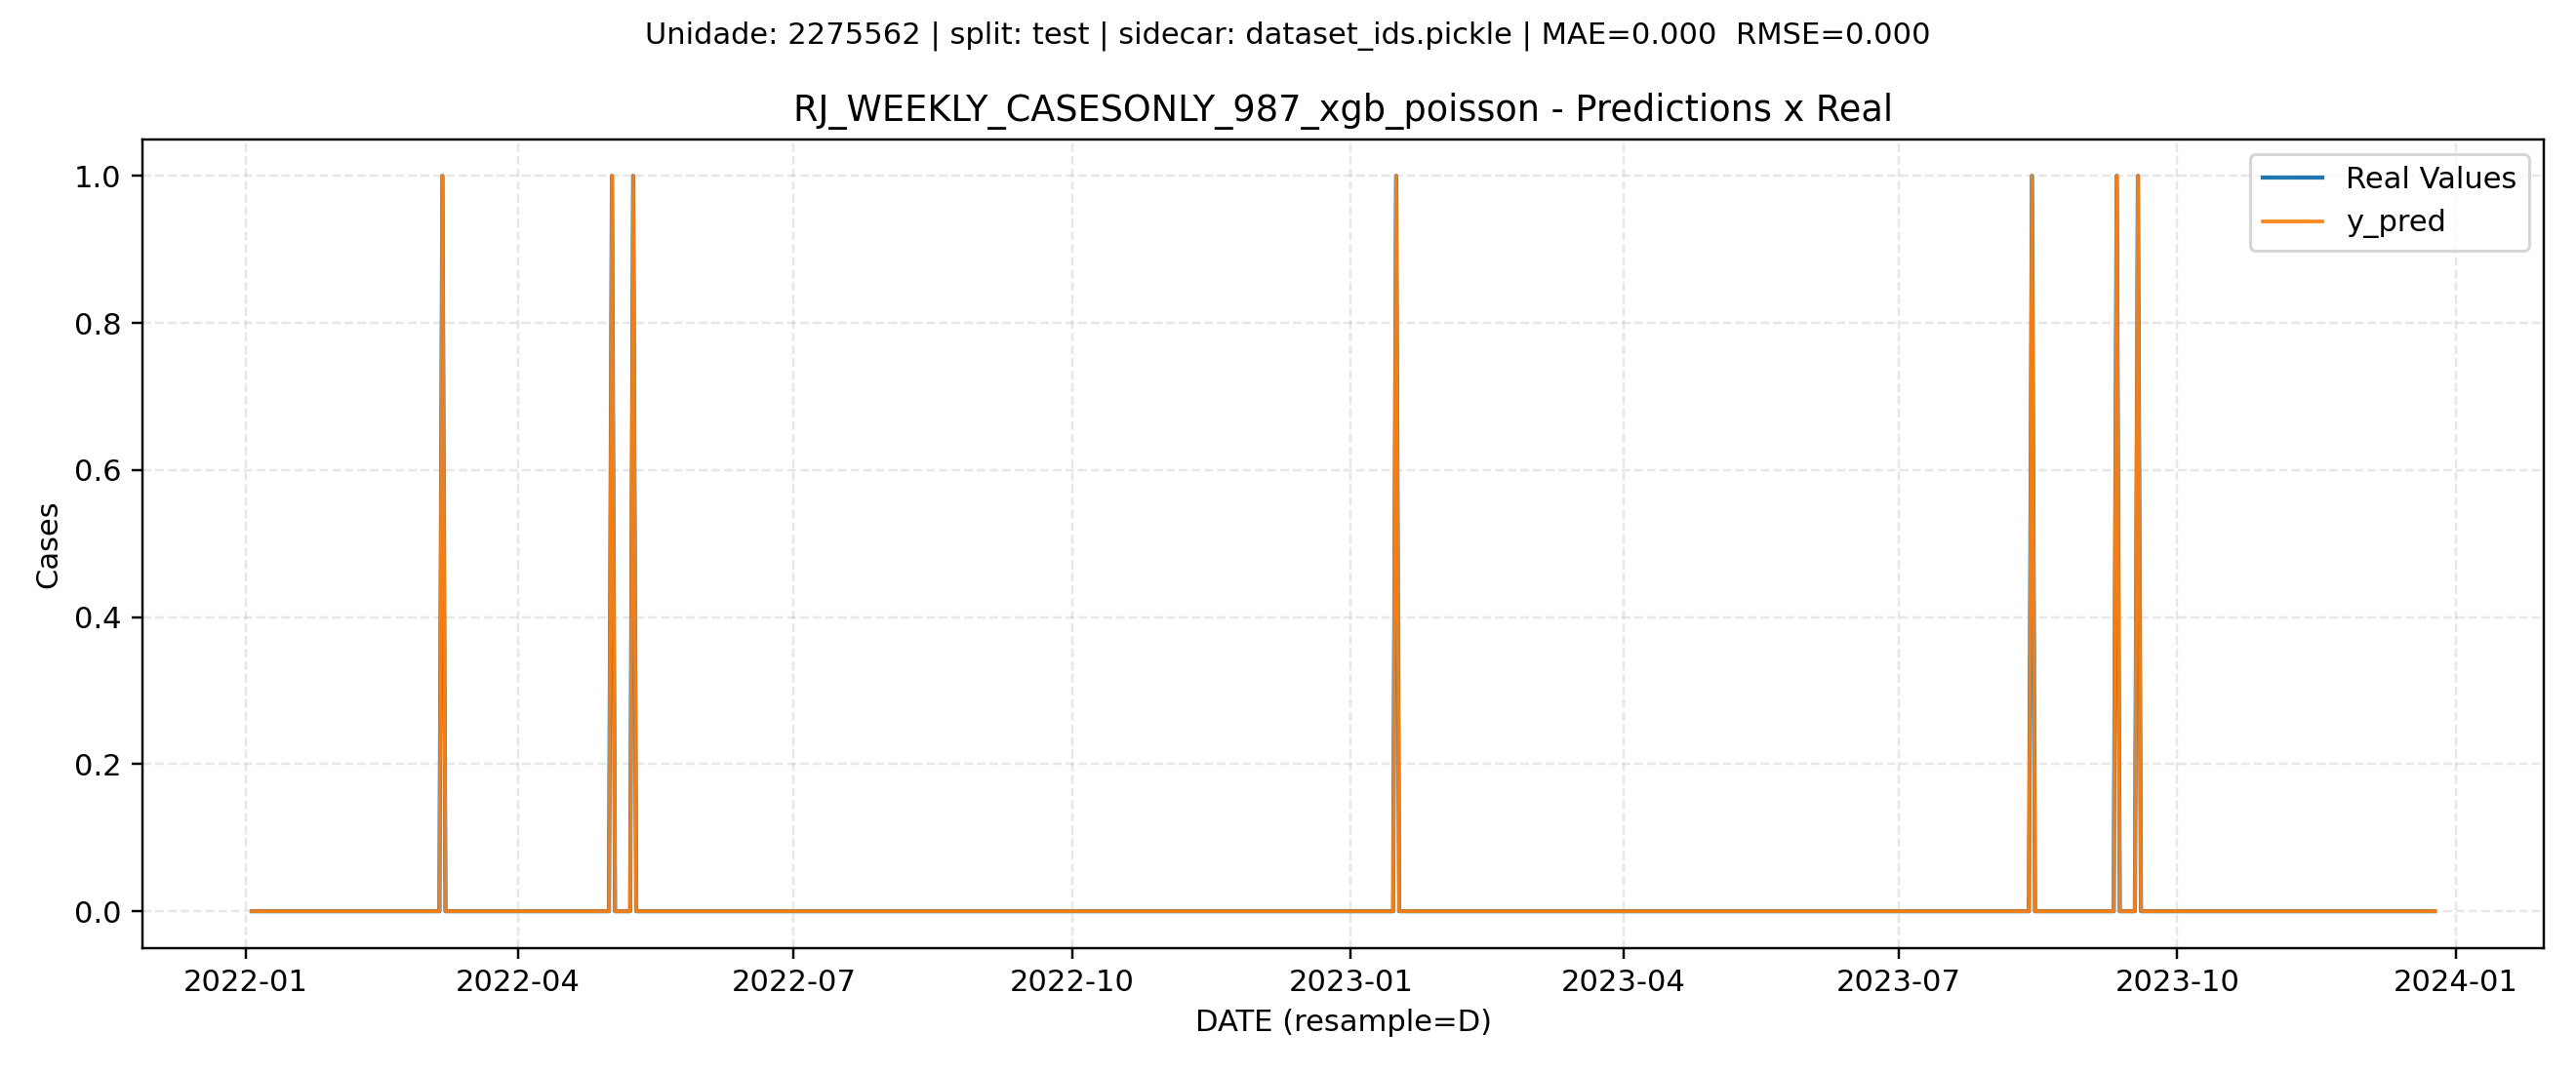 Unidade: 2275562 | split: test | sidecar: dataset_ids.pickle | MAE=0.000  RMSE=0.000
RJ_WEEKLY_CASESONLY_987_xgb_poisson - Predictions x Real
Real Values
y_pred
1.0
0.8
0.6
0.4
0.2
0.0
Cases
2022-01 2022-04 2022-07 2022-10 2023-01 2023-04 2023-07 2023-10 2024-01
DATE (resample=D)